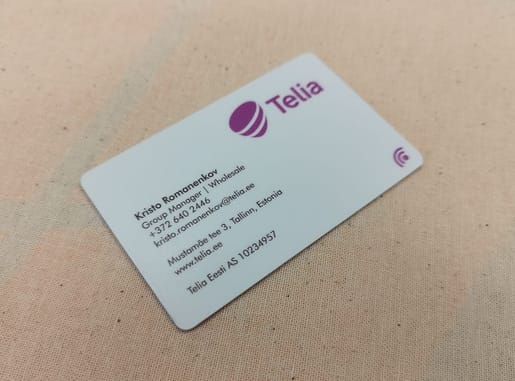 Telia
Kristo Romanenkov
Group Manager | Wholesale
+372 640 2446
kristo.romanenkov@telia.ee
Mustamäe tee 3, Tallinn, Estonia
www.telia.ee
Telia Eesti AS 10234957